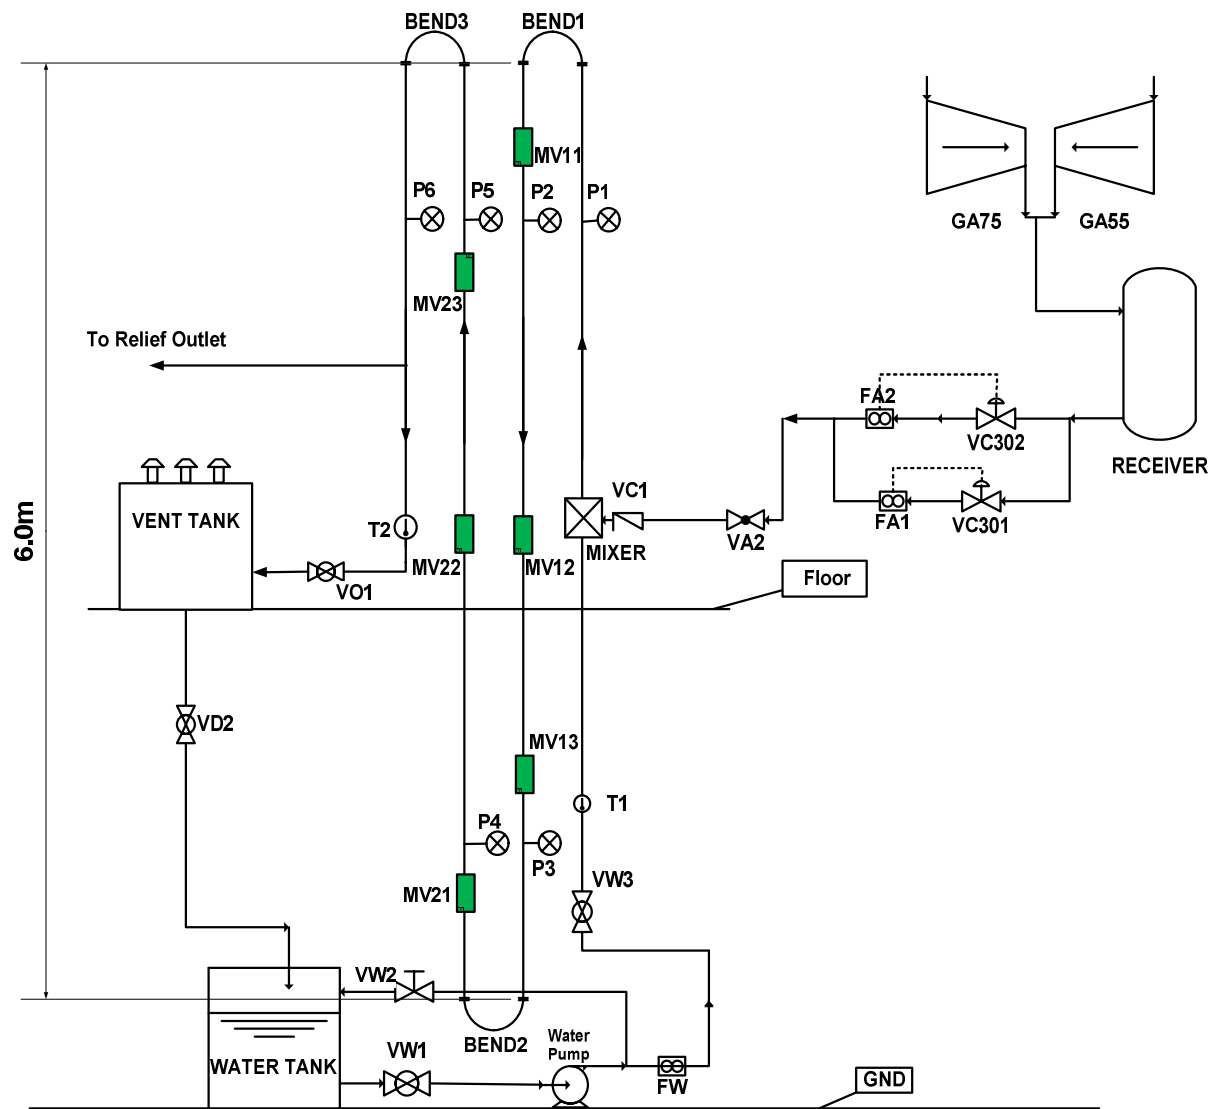 BEND3
BEND1
MV11
P6
P5
P2
P1
GA75
GA55
MV23
To Relief Outlet
FA2
VC302
RECEIVER
VENT TANK
T2
VC1
FA1
VC301
6.0m
MV22
MV12
MIXER
VA2
VO1
Floor
VD2
MV13
T1
P4
P3
MV21
VW3
VW2
WATER TANK
VW1
BEND2
Water
Pump
FW
GND